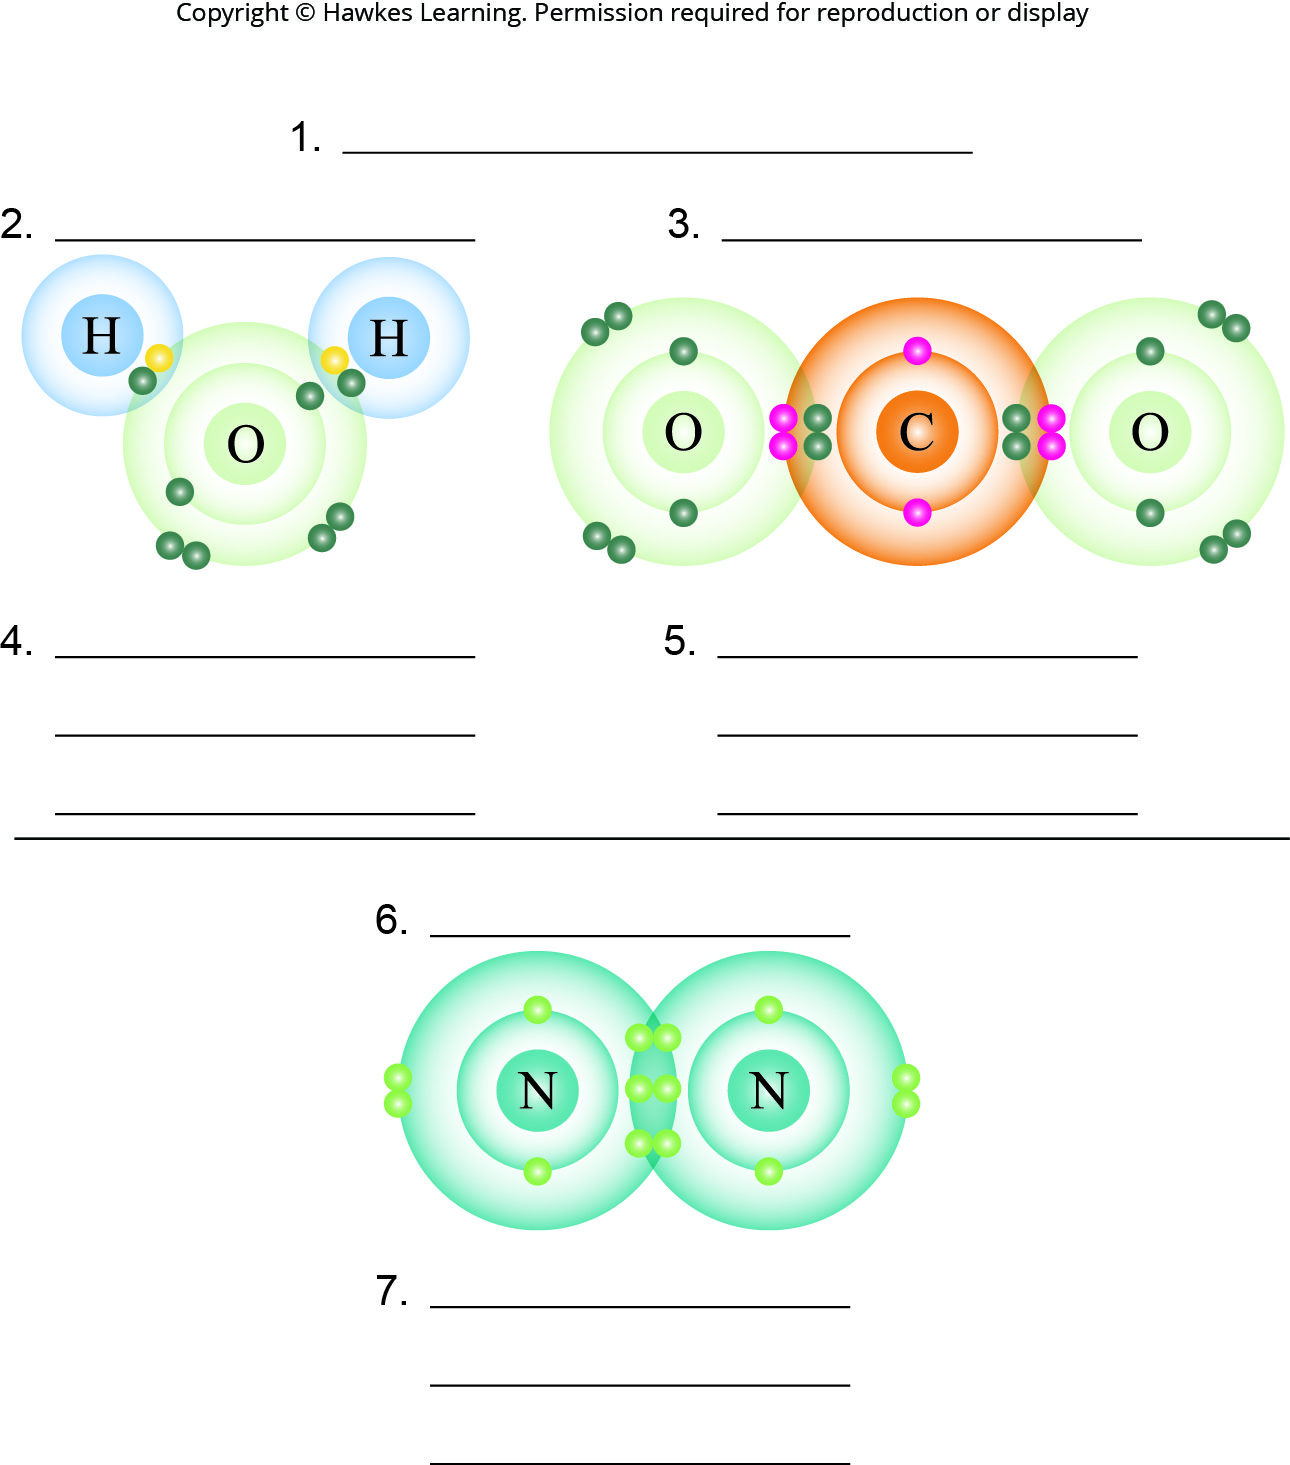 Copyright © Hawkes Learning. Permission required for reproduction or display
1.
2. 3.
H H
O
O C O
4. 5.
6.
N N
7.